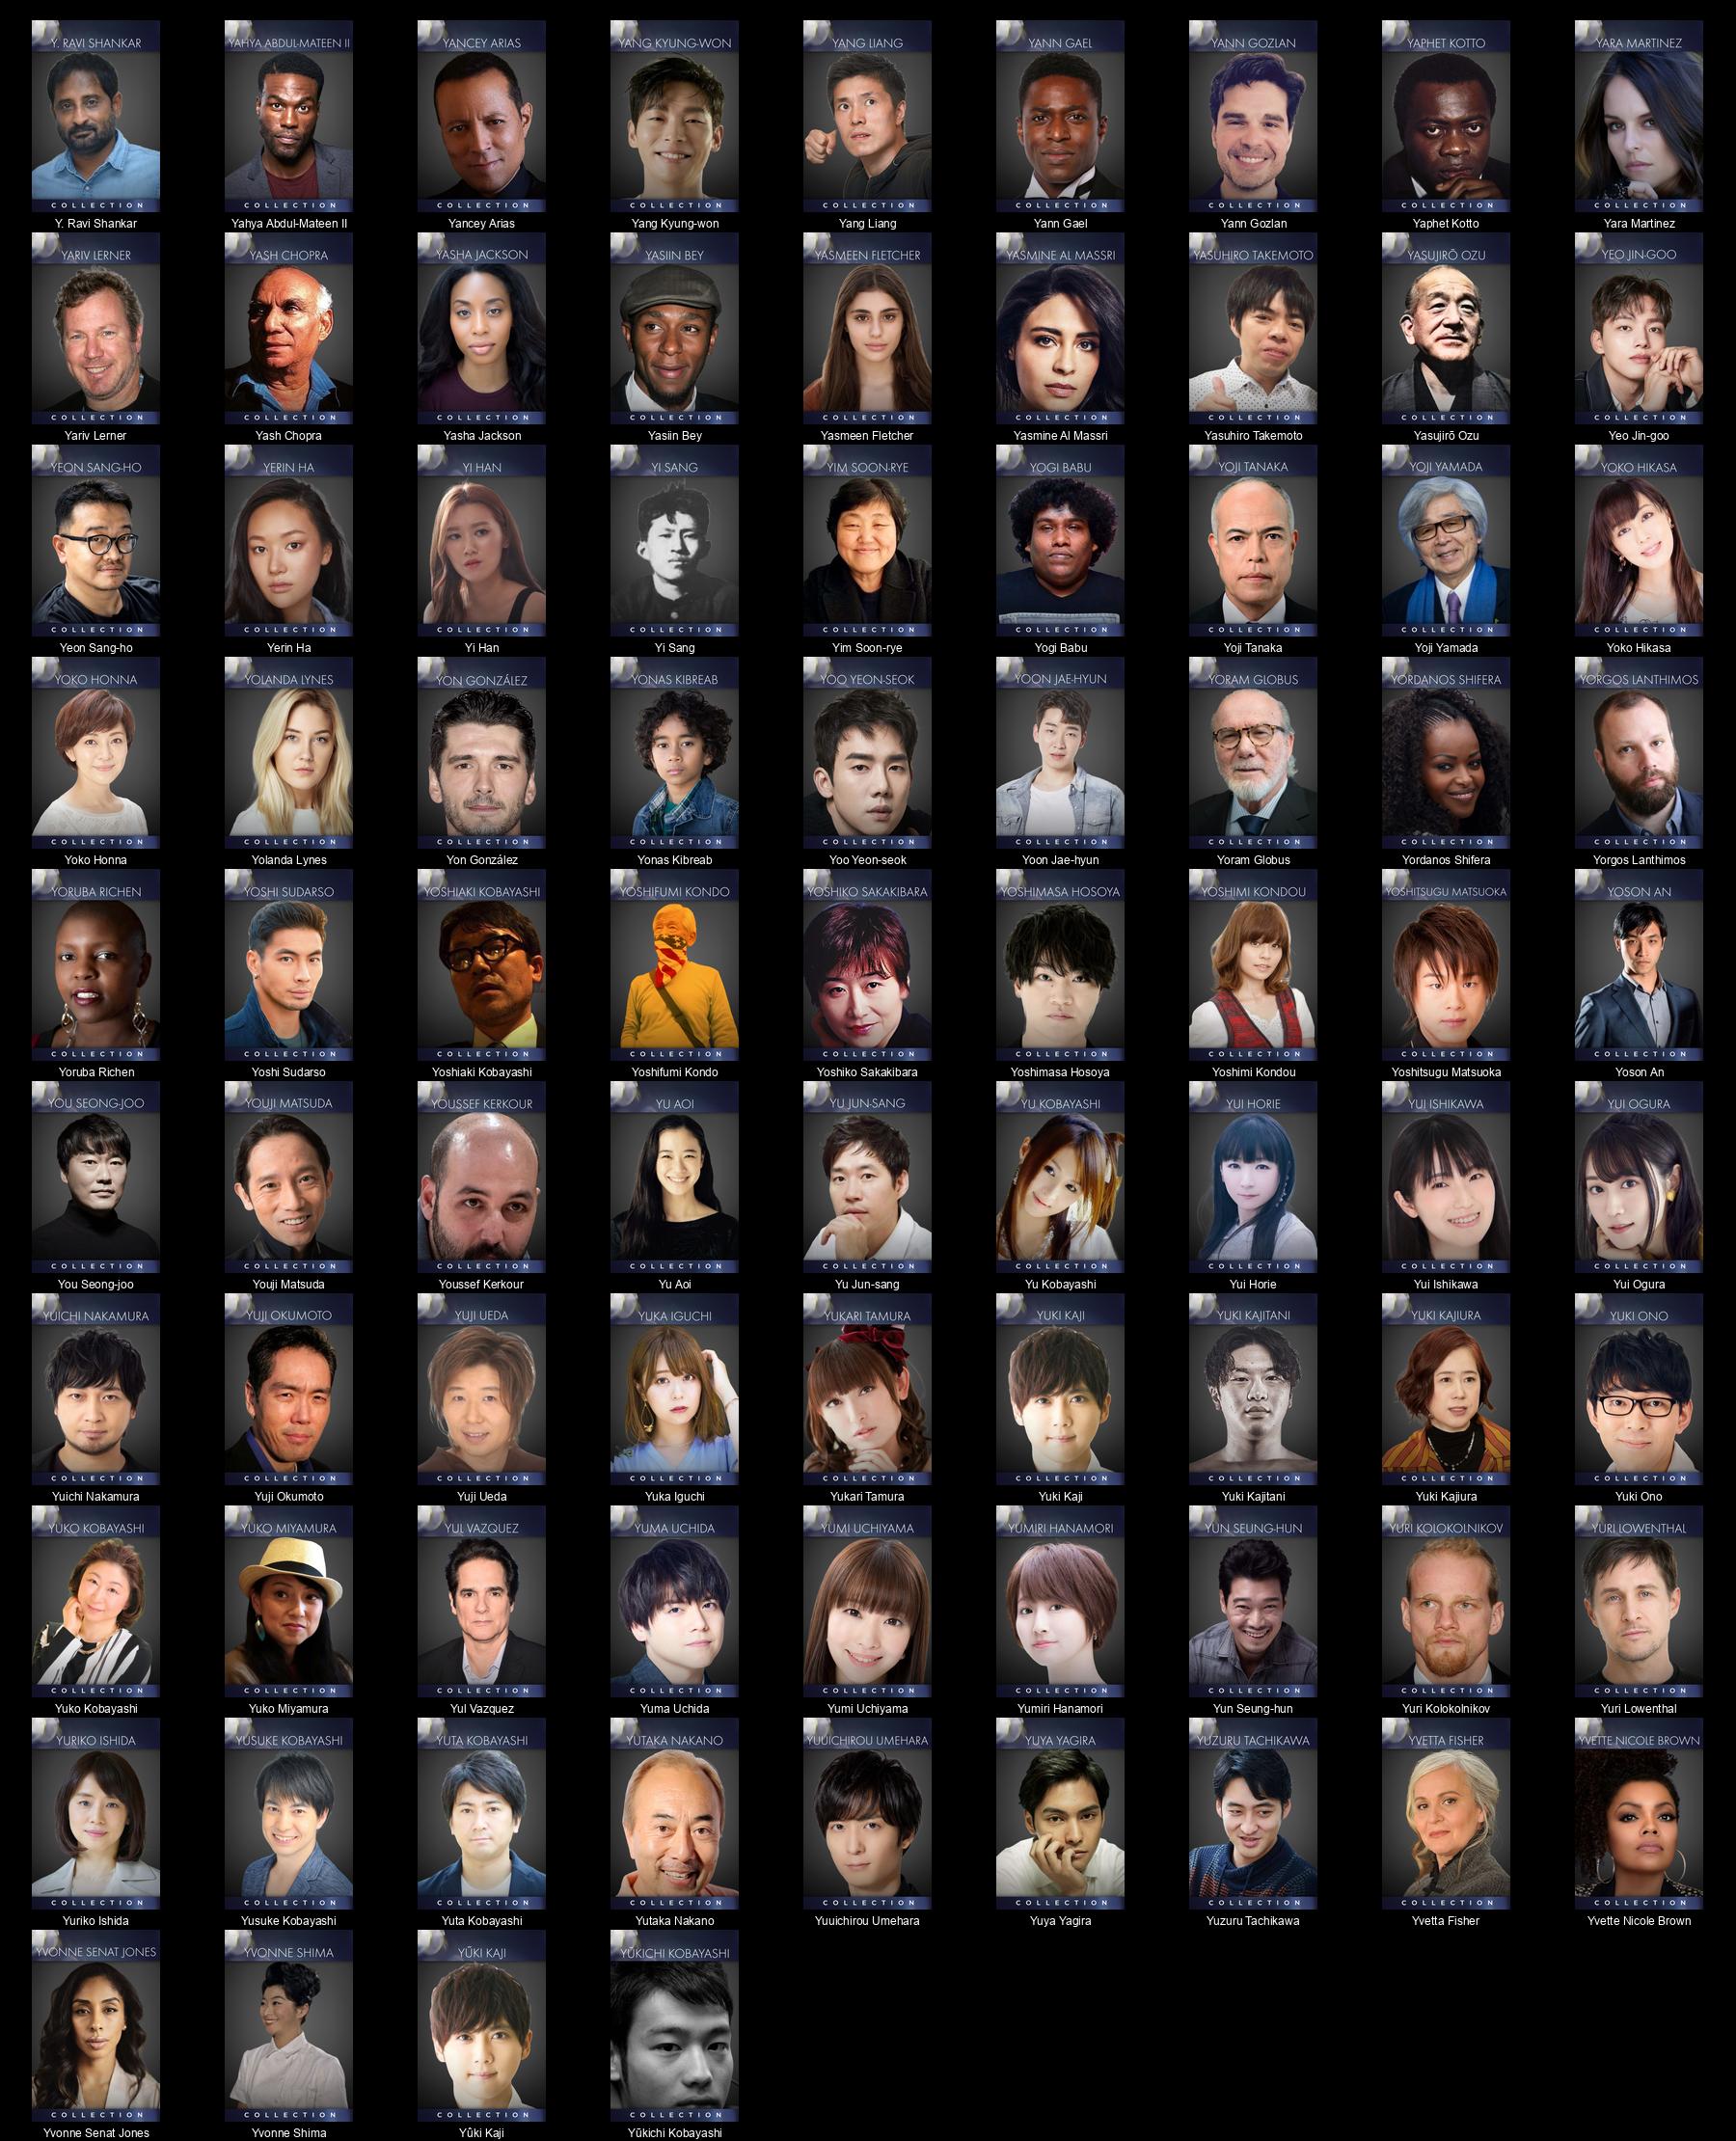 Y. RAVI SHANKAR YAHYA ABDUL-MATEEN II YANCEY ARIAS YANG KYUNG-WON YANG LIANG YANN GAEL YANN GOZLAN YAPHET KOTTO YARA MARTINEZ
COLLECTION COLLECTION COLLECTION COLLECTION COLLECTION COLLECTION COLLECTION COLLECTION COLLECTION
Y. Ravi Shankar Yahya Abdul-Mateen II Yancey Arias Yang Kyung-won Yang Liang Yann Gael Yann Gozlan Yaphet Kotto Yara Martinez
YARIV LERNER YASH CHOPRA YASHA JACKSON YASIIN BEY YASMEEN FLETCHER YASMINE AL MASSRI YASUHIRO TAKEMOTO YASUJIRŌ OZU YEO JIN-GOO
COLLECTION COLLECTION COLLECTION COLLECTION COLLECTION COLLECTION COLLECTION COLLECTION COLLECTION
Yariv Lerner Yash Chopra Yasha Jackson Yasiin Bey Yasmeen Fletcher Yasmine Al Massri Yasuhiro Takemoto Yasujirō Ozu Yeo Jin-goo
YEON SANG-HO YERIN HA YI HAN YI SANG YIM SOON-RYE YOGI BABU YOJI TANAKA YOJI YAMADA YOKO HIKASA
COLLECTION COLLECTION COLLECTION COLLECTION COLLECTION COLLECTION COLLECTION COLLECTION COLLECTION
Yeon Sang-ho Yerin Ha Yi Han Yi Sang Yim Soon-rye Yogi Babu Yoji Tanaka Yoji Yamada Yoko Hikasa
YOKO HONNA YOLANDA LYNES YON GONZÁLEZ YONAS KIBREAB YOO YEON-SEOK YOON JAE-HYUN YORAM GLOBUS YORDANOS SHIFERA YORGOS LANTHIMOS
COLLECTION COLLECTION COLLECTION COLLECTION COLLECTION COLLECTION COLLECTION COLLECTION COLLECTION
Yoko Honna Yolanda Lynes Yon González Yonas Kibreab Yoo Yeon-seok Yoon Jae-hyun Yoram Globus Yordanos Shifera Yorgos Lanthimos
YORUBA RICHEN YOSHI SUDARSO YOSHIAKI KOBAYASHI YOSHIFUMI KONDO YOSHIKO SAKAKIBARA YOSHIMASA HOSOYA YOSHIMI KONDOU YOSHITSUGU MATSUOKA YOSON AN
COLLECTION COLLECTION COLLECTION COLLECTION COLLECTION COLLECTION COLLECTION COLLECTION COLLECTION
Yoruba Richen Yoshi Sudarso Yoshiaki Kobayashi Yoshifumi Kondo Yoshiko Sakakibara Yoshimasa Hosoya Yoshimi Kondou Yoshitsugu Matsuoka Yoson An
YOU SEONG-JOO YOUJI MATSUDA YOUSSEF KERKOUR YU AOI YU JUN-SANG YU KOBAYASHI YUI HORIE YUI ISHIKAWA YUI OGURA
COLLECTION COLLECTION COLLECTION COLLECTION COLLECTION COLLECTION COLLECTION COLLECTION COLLECTION
You Seong-joo Youji Matsuda Youssef Kerkour Yu Aoi Yu Jun-sang Yu Kobayashi Yui Horie Yui Ishikawa Yui Ogura
YUICHI NAKAMURA YUJI OKUMOTO YUJI UEDA YUKA IGUCHI YUKARI TAMURA YUKI KAJI YUKI KAJITANI YUKI KAJIURA YUKI ONO
COLLECTION COLLECTION COLLECTION COLLECTION COLLECTION COLLECTION COLLECTION COLLECTION COLLECTION
Yuichi Nakamura Yuji Okumoto Yuji Ueda Yuka Iguchi Yukari Tamura Yuki Kaji Yuki Kajitani Yuki Kajiura Yuki Ono
YUKO KOBAYASHI YUKO MIYAMURA YUL VAZQUEZ YUMA UCHIDA YUMI UCHIYAMA YUMIRI HANAMORI YUN SEUNG-HUN YURI KOLOKOLNIKOV YURI LOWENTHAL
COLLECTION COLLECTION COLLECTION COLLECTION COLLECTION COLLECTION COLLECTION COLLECTION COLLECTION
Yuko Kobayashi Yuko Miyamura Yul Vazquez Yuma Uchida Yumi Uchiyama Yumiri Hanamori Yun Seung-hun Yuri Kolokolnikov Yuri Lowenthal
YURIKO ISHIDA YUSUKE KOBAYASHI YUTA KOBAYASHI YUTAKA NAKANO YUUICHIROU UMEHARA YUYA YAGIRA YUZURU TACHIKAWA YVETTA FISHER YVETTE NICOLE BROWN
COLLECTION COLLECTION COLLECTION COLLECTION COLLECTION COLLECTION COLLECTION COLLECTION COLLECTION
Yuriko Ishida Yusuke Kobayashi Yuta Kobayashi Yutaka Nakano Yuuichirou Umehara Yuya Yagira Yuzuru Tachikawa Yvetta Fisher Yvette Nicole Brown
YVONNE SENAT JONES YVONNE SHIMA YŪKI KAJI YŪKICHI KOBAYASHI
COLLECTION COLLECTION COLLECTION COLLECTION
Yvonne Senat Jones Yvonne Shima Yūki Kaji Yūkichi Kobayashi